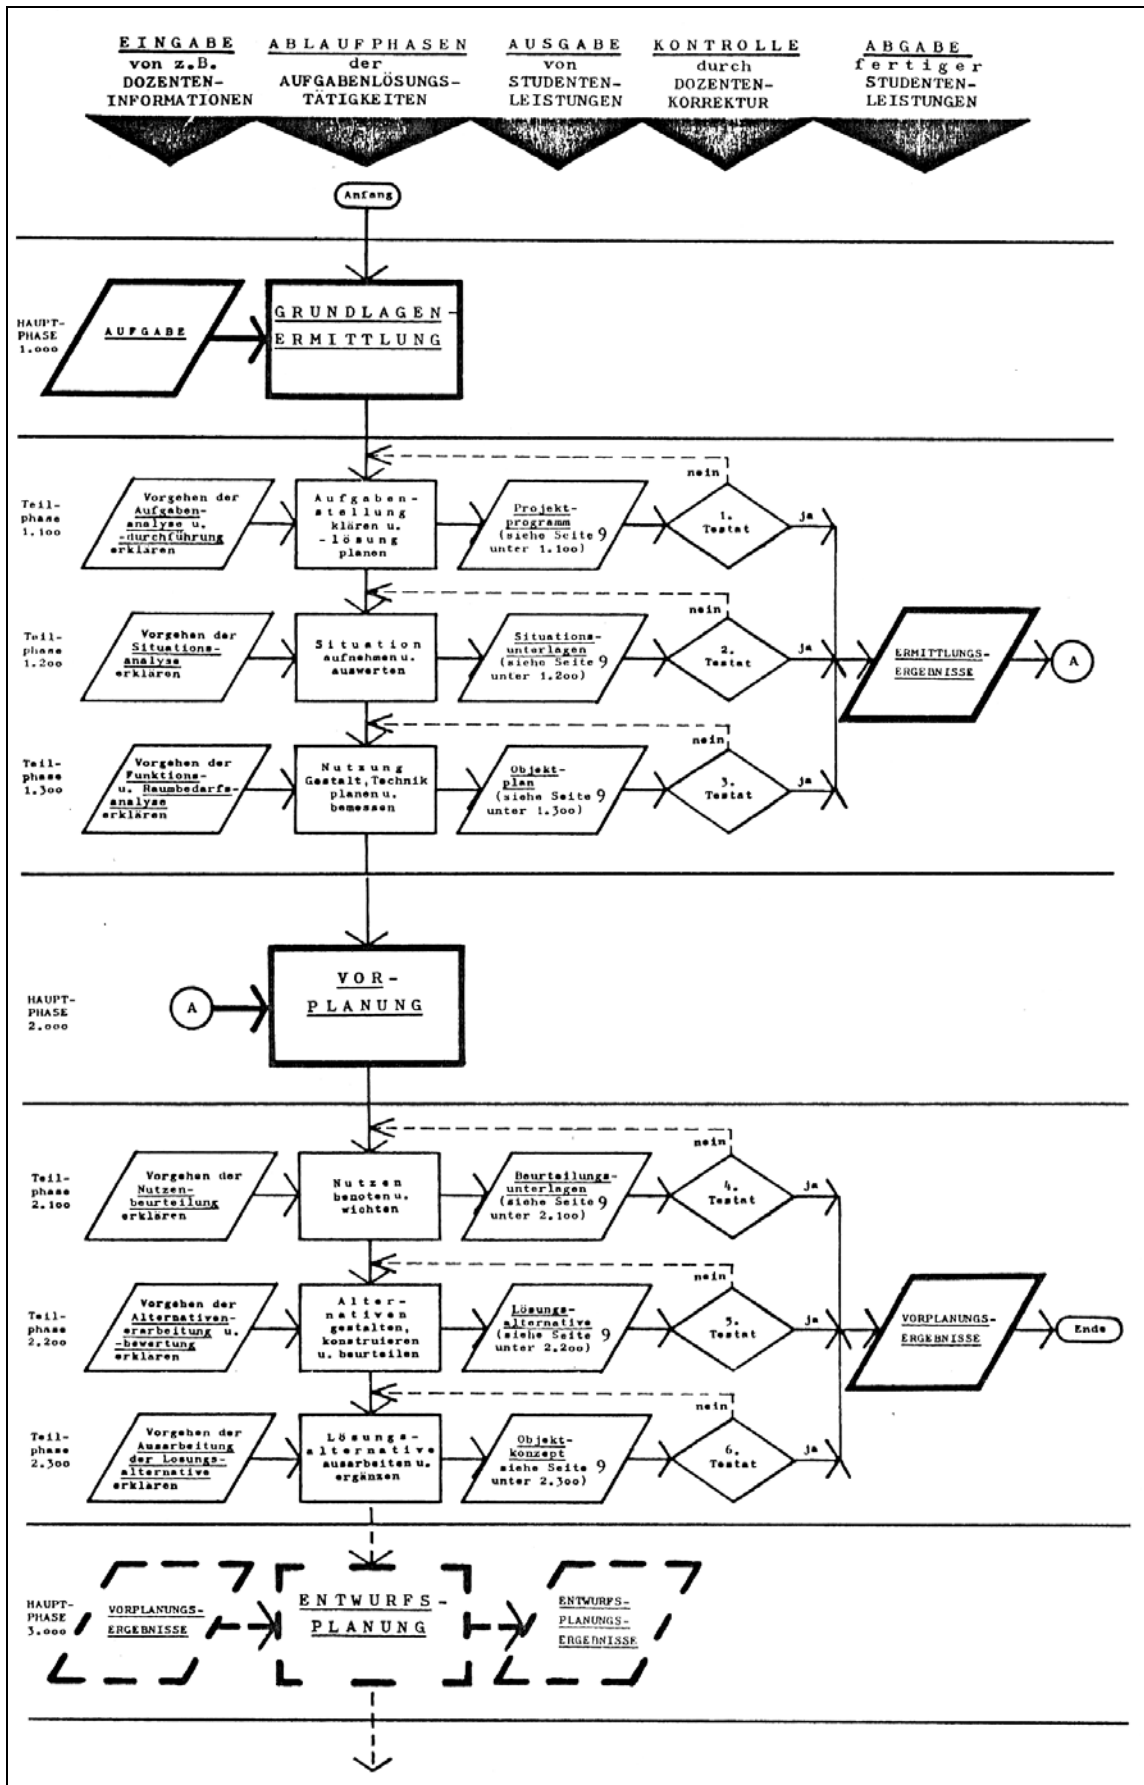 EINGABE
von z.B.
DOZENTEN-
INFORMATIONEN
ABLAUFPHASEN
der
AUFGABENLÖSUNGS-
TÄTIGKEITEN
AUSGABE
von
STUDENTEN-
LEISTUNGEN
KONTROLLE
durch
DOZENTEN-
KORREKTUR
ABGABE
fertiger
STUDENTEN-
LEISTUNGEN
Anfang
HAUPT-
PHASE
1.000
AUFGABE
GRUNDLAGEN-
ERMITTLUNG
Teil-
phase
1.100
Vorgehen der
Aufgaben-
analyse u.
-durchführung
erklären
Aufgaben-
stellung
klären u.
-lösung
planen
Projekt-
programm
(siehe Seite 9
unter 1.100)
nein
1.
Testat
ja
Teil-
phase
1.200
Vorgehen der
Situations-
analyse
erklären
Situation
aufnehmen u.
auswerten
Situations-
unterlagen
(siehe Seite 9
unter 1.200)
nein
2.
Testat
ja
ERMITTLUNGS-
ERGEBNISSE
A
Teil-
phase
1.300
Vorgehen der
Funktions-
u. Raumbedarfs-
analyse
erklären
Nutzung
Gestalt, Technik
planen u.
bemessen
Objekt-
plan
(siehe Seite 9
unter 1.300)
nein
3.
Testat
ja
HAUPT-
PHASE
2.000
A
VOR-
PLANUNG
Teil-
phase
2.100
Vorgehen der
Nutzen-
beurteilung
erklären
Nutzen
benoten u.
wichten
Beurteilungs-
unterlagen
(siehe Seite 9
unter 2.100)
nein
4.
Testat
ja
Teil-
phase
2.200
Vorgehen der
Alternativen-
erarbeitung u.
-bewertung
erklären
Alter-
nativen
gestalten,
konstruieren
u. beurteilen
Lösungs-
alternative
(siehe Seite 9
unter 2.200)
nein
5.
Testat
ja
VORPLANUNGS-
ERGEBNISSE
Ende
Teil-
phase
2.300
Vorgehen der
Ausarbeitung
der Lösungs-
alternative
erklären
Lösungs-
alternative
ausarbeiten u.
ergänzen
Objekt-
konzept
siehe Seite 9
unter 2.300)
nein
6.
Testat
ja
HAUPT-
PHASE
3.000
VORPLANUNGS-
ERGEBNISSE
ENTWURFS-
PLANUNG
ENTWURFS-
PLANUNGS-
ERGEBNISSE